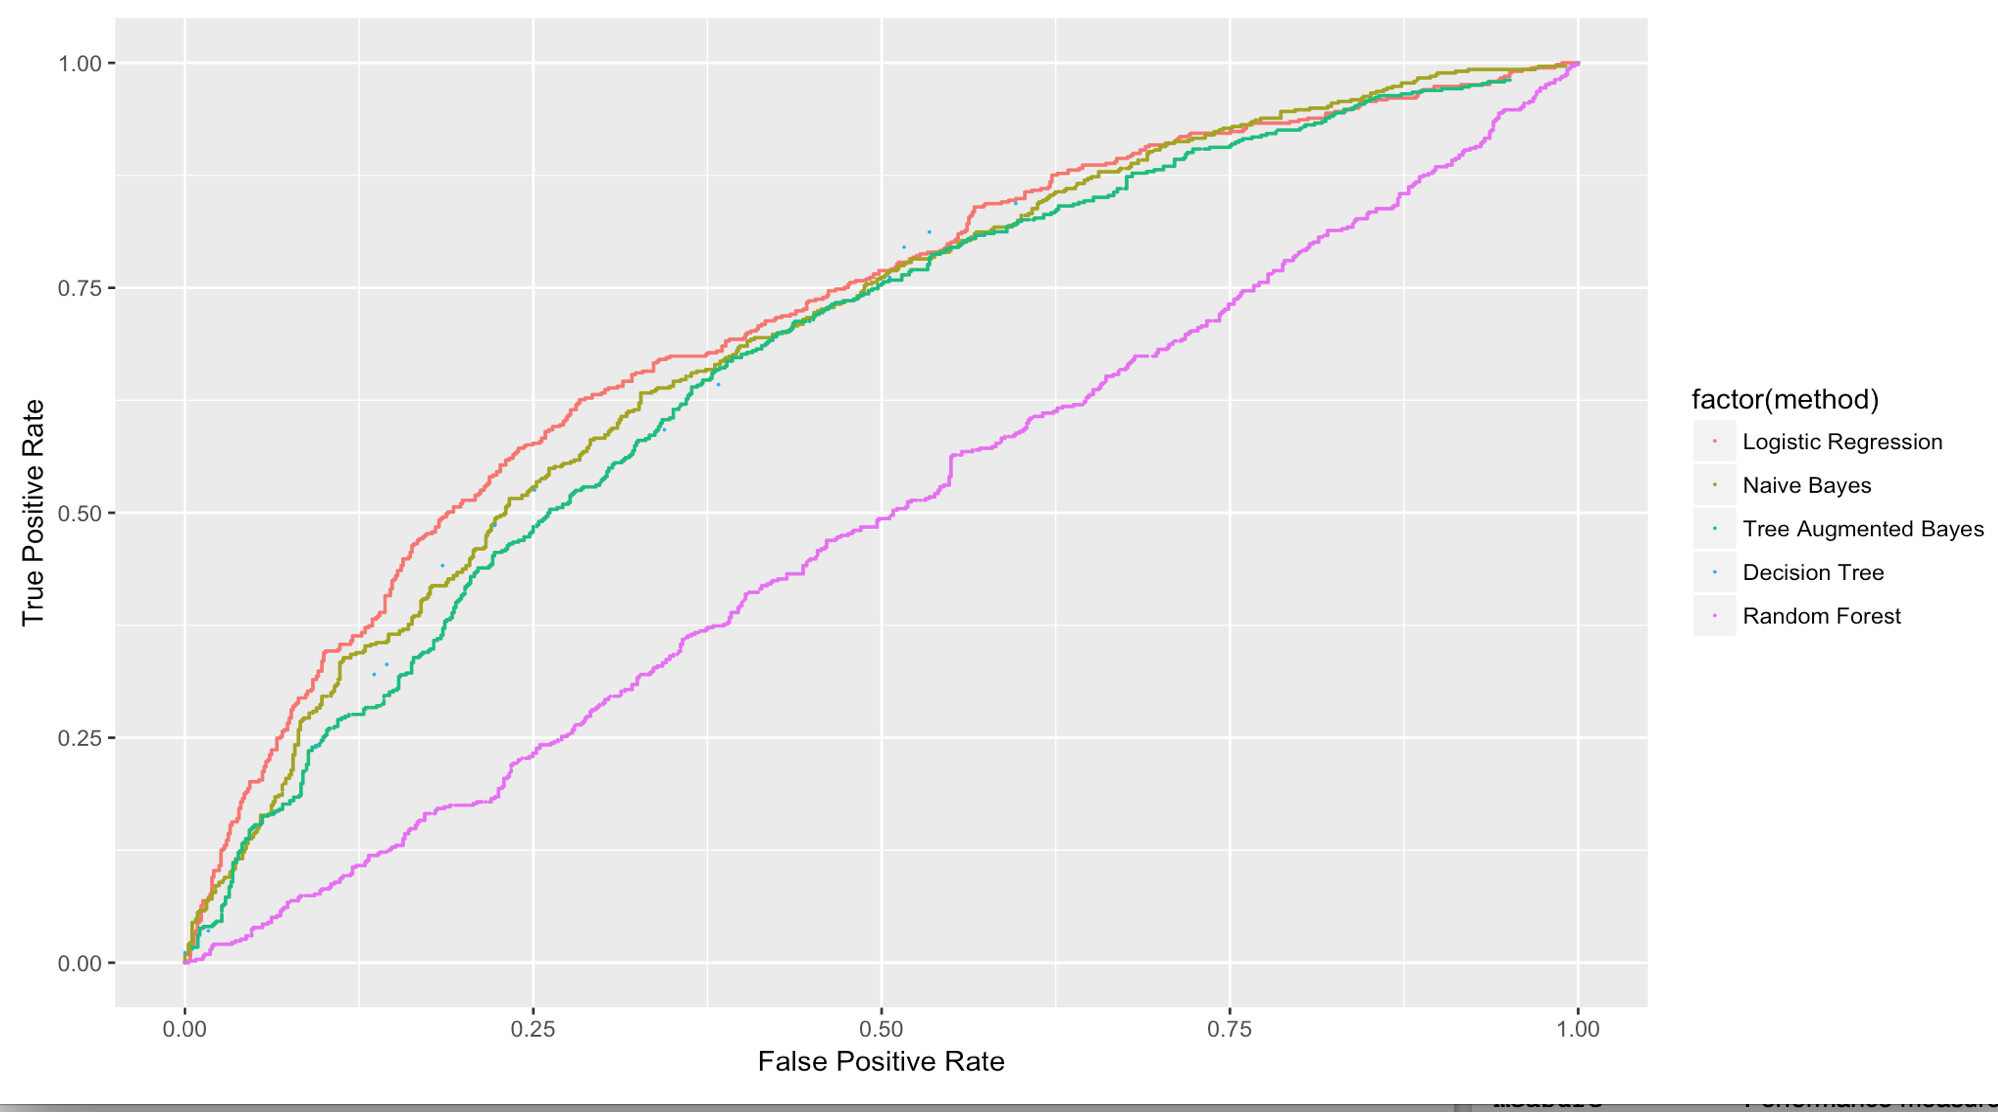 1.00
0.75
0.50
0.25
0.00
True Positive Rate
0.00 0.25 0.50 0.75 1.00
False Positive Rate
factor(method)
Logistic Regression
Naive Bayes
Tree Augmented Bayes
Decision Tree
Random Forest